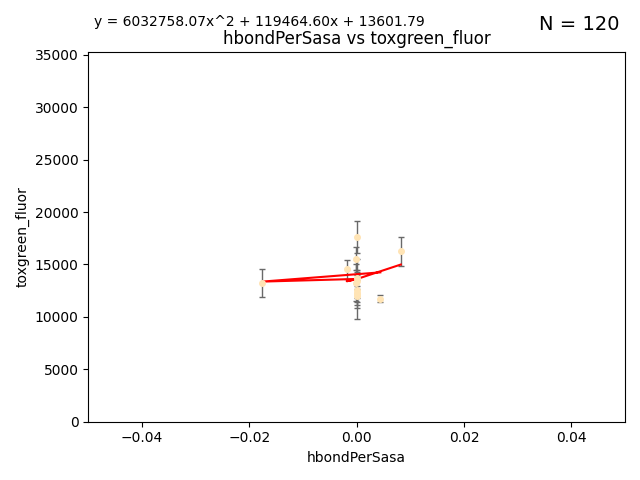 y = 6032758.07x^2 + 119464.60x + 13601.79
N = 120
hbondPerSasa vs toxgreen_fluor
35000
30000
25000
20000
15000
10000
5000
0
toxgreen_fluor
−0.04
−0.02
0.00
0.02
0.04
hbondPerSasa